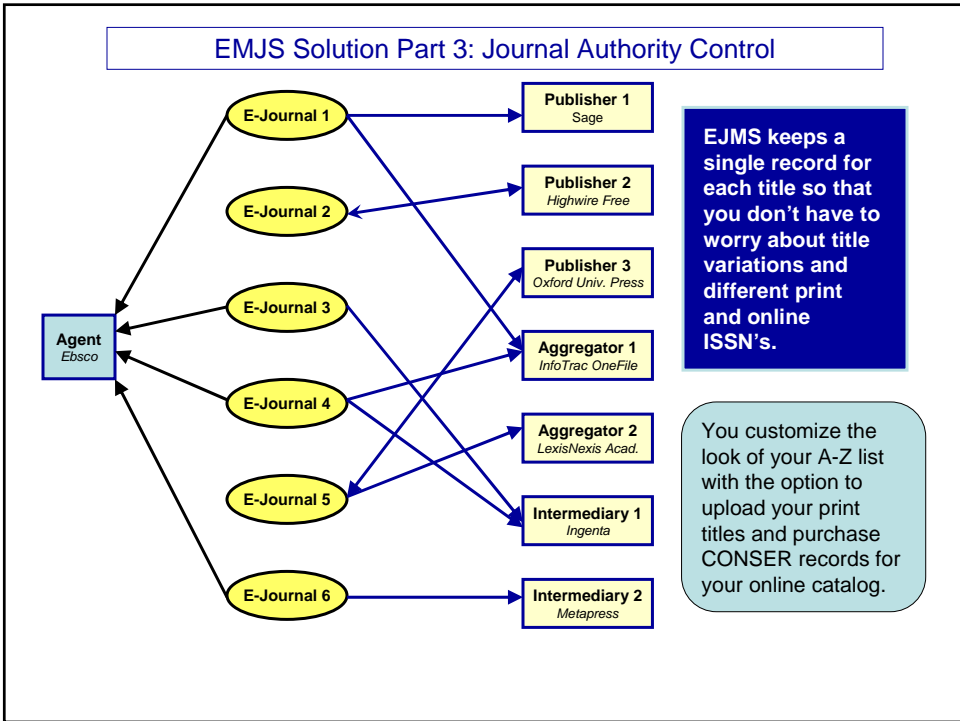 EMJS Solution Part 3: Journal Authority Control
E-Journal 1
E-Journal 2
E-Journal 3
E-Journal 4
E-Journal 5
E-Journal 6
Agent
Ebsco
Publisher 1
Sage
Publisher 2
Highwire Free
Publisher 3
Oxford Univ. Press
Aggregator 1
InfoTrac OneFile
Aggregator 2
LexisNexis Acad.
Intermediary 1
Ingenta
Intermediary 2
Metapress
EJMS keeps a
single record for
each title so that
you don't have to
worry about title
variations and
different print
and online
ISSN's.
You customize the
look of your A-Z list
with the option to
upload your print
titles and purchase
CONSER records for
your online catalog.